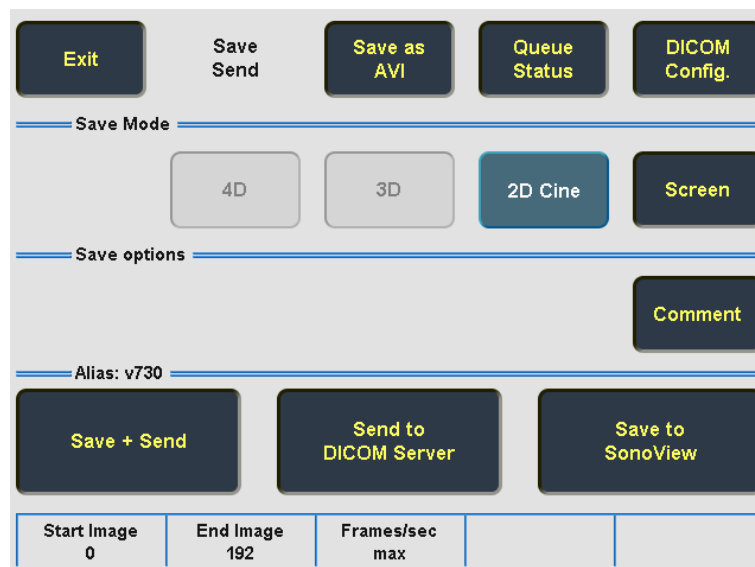 Exit
Save
Send
Save as
AVI
Queue
Status
DICOM
Config.
Save Mode
4D
3D
2D Cine
Screen
Save options
Comment
Alias: v730
Save + Send
Send to
DICOM Server
Save to
SonoView
Start Image
0
End Image
192
Frames/sec
max